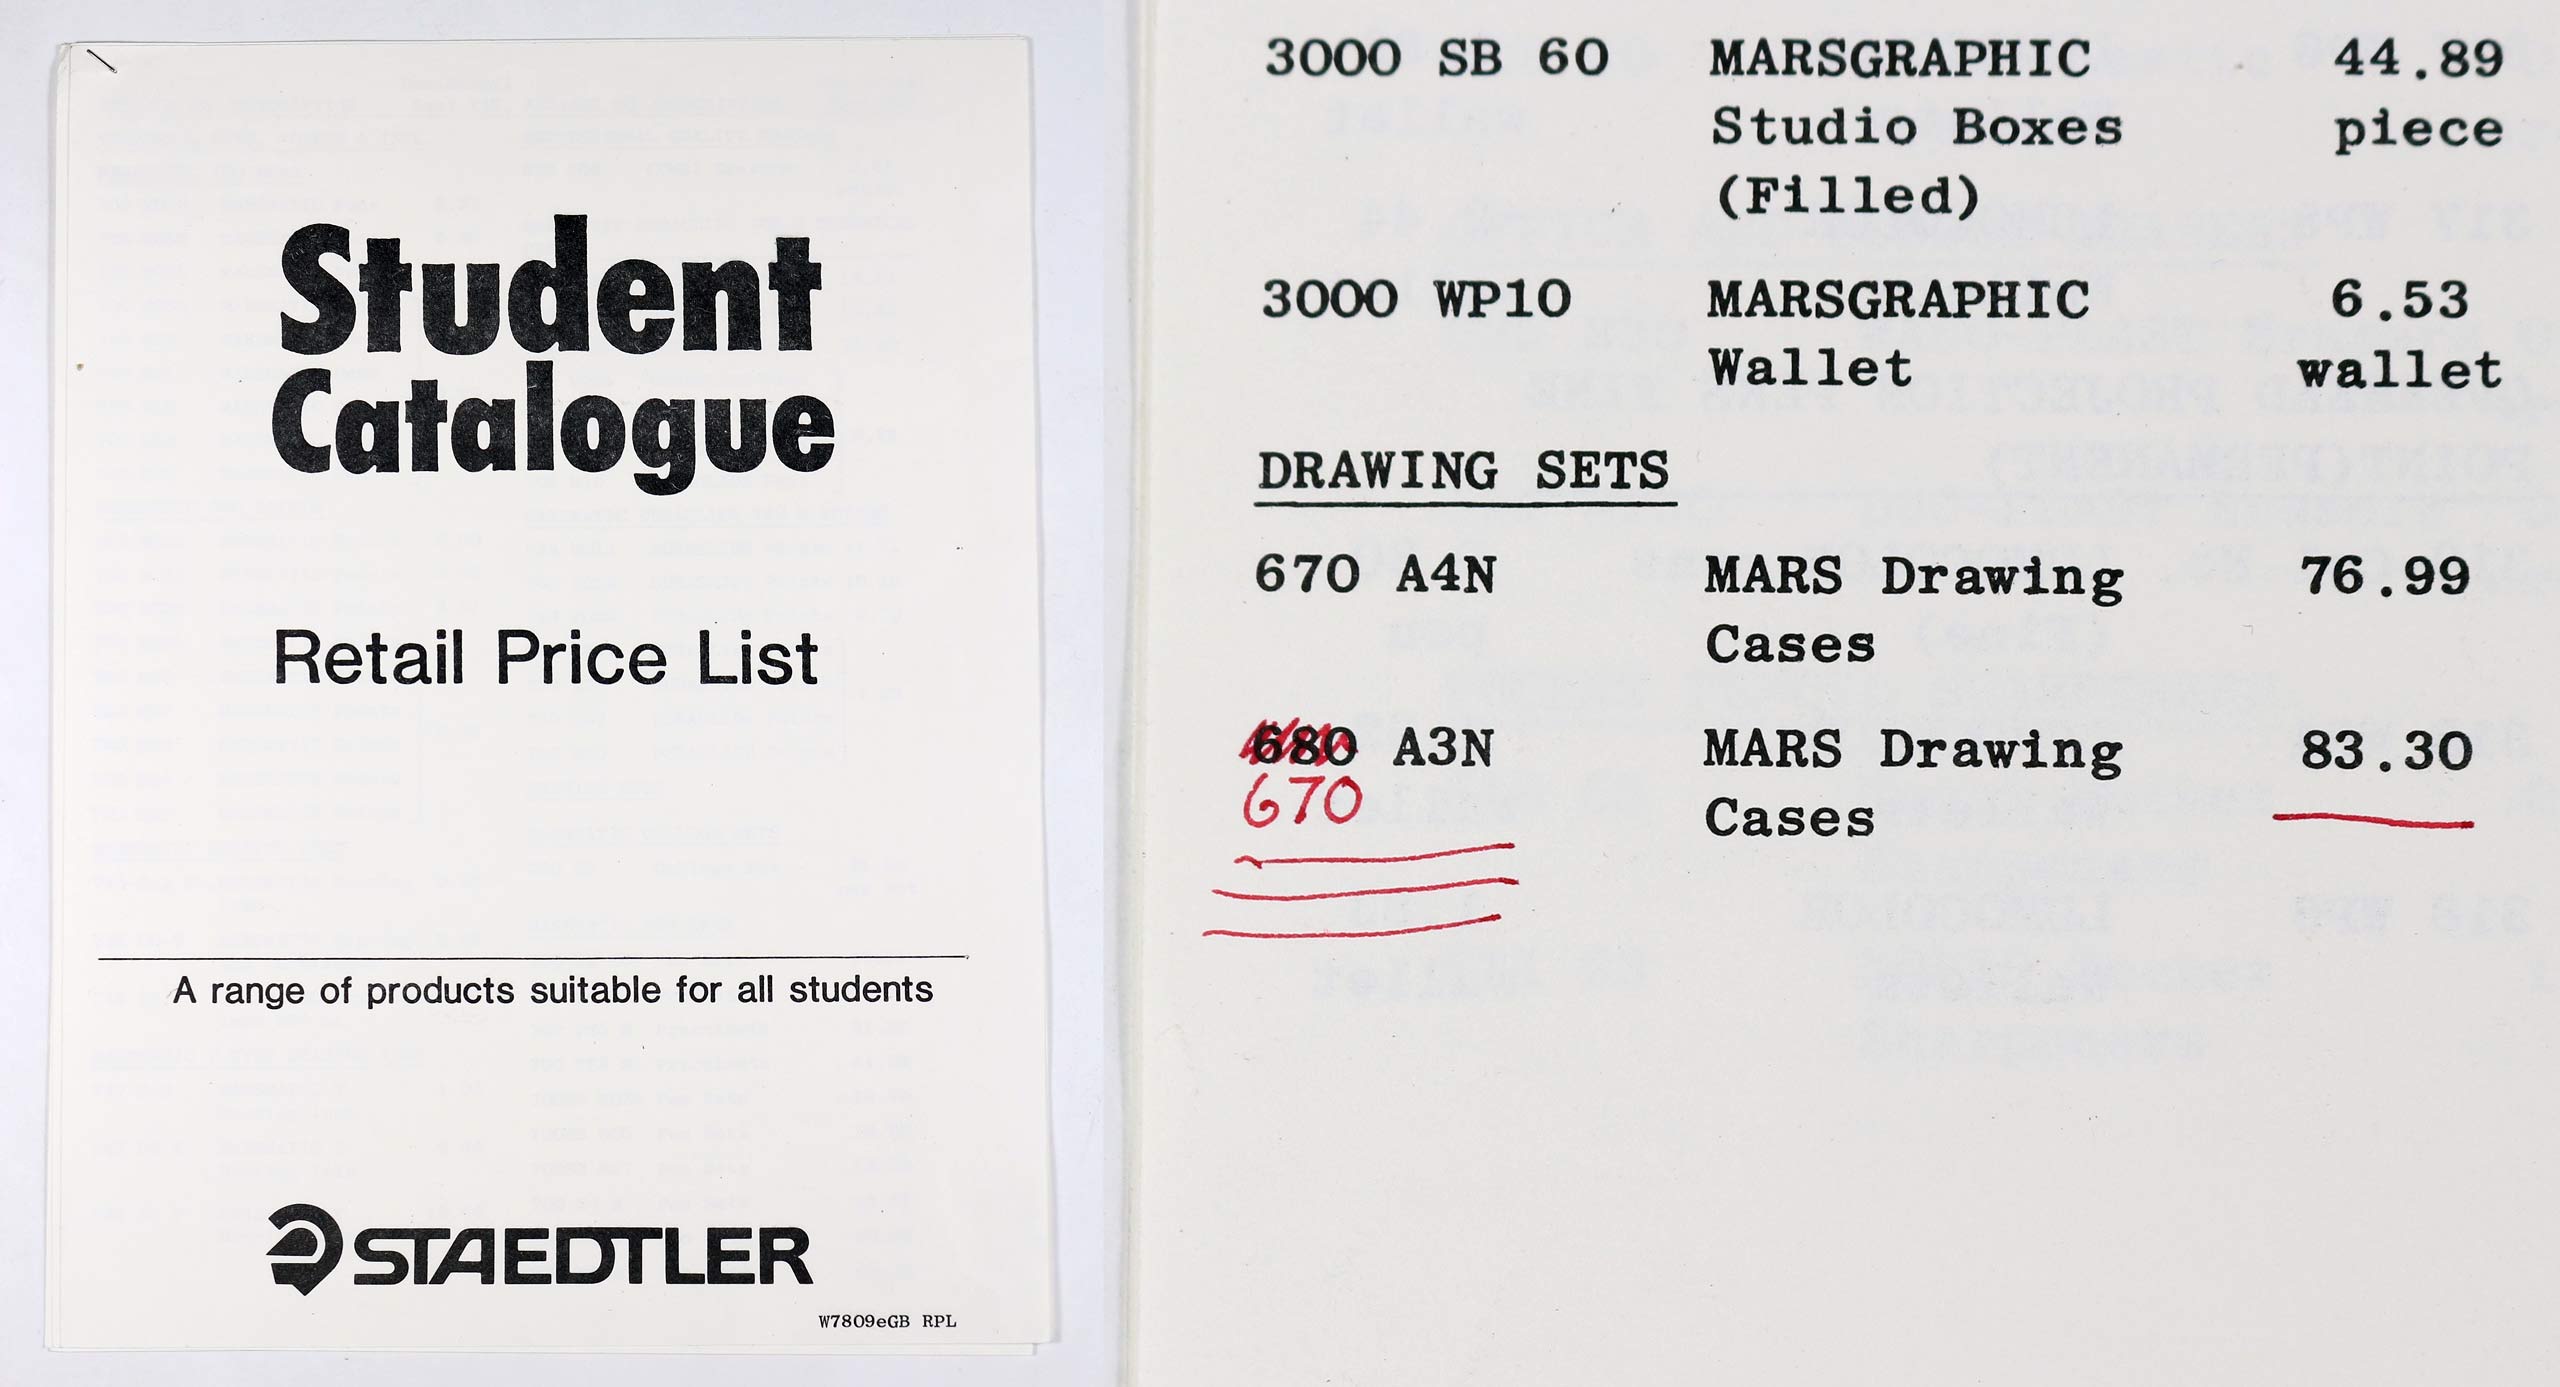 Student
Catalogue
Retail Price List
A range of products suitable for all students
STAEDTLER
W7809eGB RPL
3000 SB 60 MARSGRAPHIC 44.89
Studio Boxes piece
(Filled)
3000 WP10 MARSGRAPHIC 6.53
Wallet wallet
DRAWING SETS
670 A4N MARS Drawing 76.99
Cases
680 A3N MARS Drawing 83.30
670 Cases